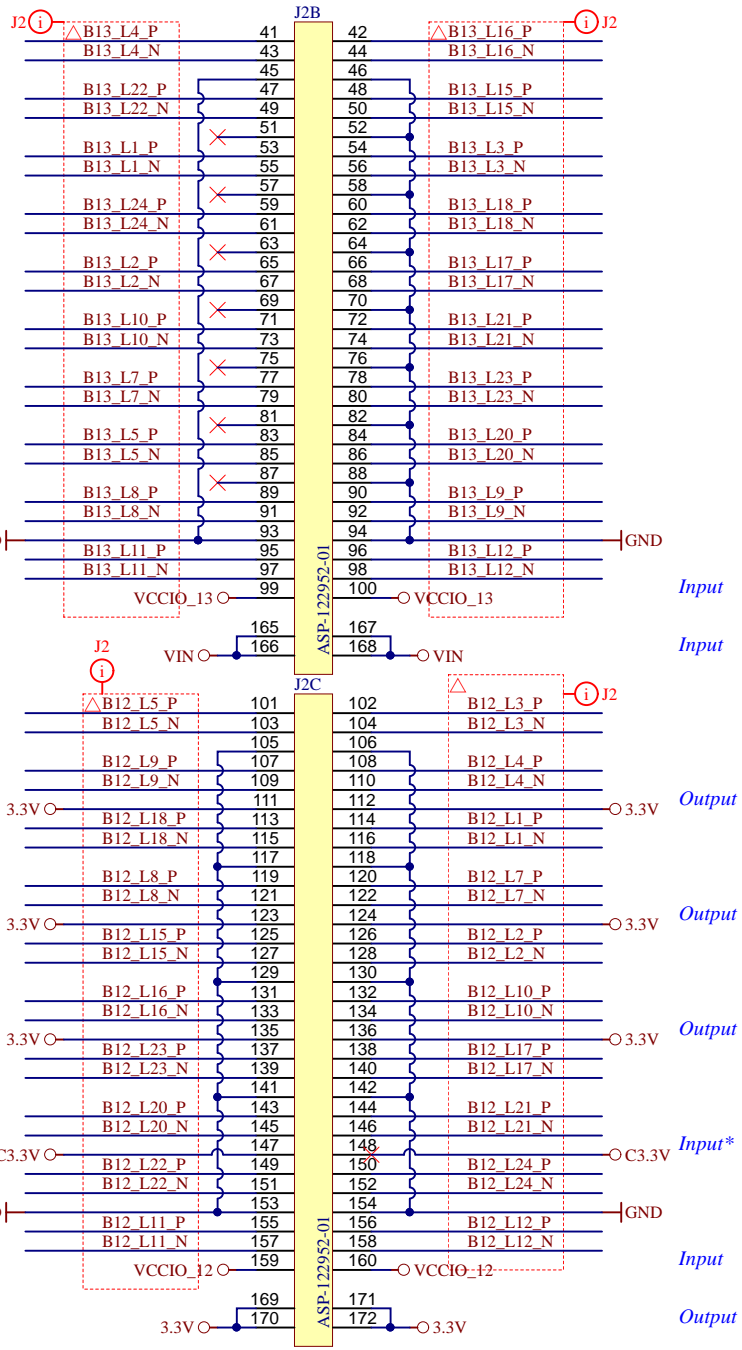 J2B
J2 i B13_L4_P 41 42 B13_L16_P i J2
B13_L4_N 43 44 B13_L16_N
45 46
B13_L22_P 47 48 B13_L15_P
B13_L22_N 49 50 B13_L15_N
51 52
B13_L1_P 53 54 B13_L3_P
B13_L1_N 55 56 B13_L3_N
57 58
B13_L24_P 59 60 B13_L18_P
B13_L24_N 61 62 B13_L18_N
63 64
B13_L2_P 65 66 B13_L17_P
B13_L2_N 67 68 B13_L17_N
69 70
B13_L10_P 71 72 B13_L21_P
B13_L10_N 73 74 B13_L21_N
75 76
B13_L7_P 77 78 B13_L23_P
B13_L7_N 79 80 B13_L23_N
81 82
B13_L5_P 83 84 B13_L20_P
B13_L5_N 85 86 B13_L20_N
87 88
B13_L8_P 89 90 B13_L9_P
B13_L8_N 91 92 B13_L9_N
93 94 GND
B13_L11_P 95 96 B13_L12_P
B13_L11_N 97 98 B13_L12_N
VCCIO_13 99 100 VCCIO_13 Input
ASP-122952-01
165 167
VIN 166 168 VIN Input
J2 i
J2C
B12_L5_P 101 102 B12_L3_P i J2
B12_L5_N 103 104 B12_L3_N
105 106
B12_L9_P 107 108 B12_L4_P
B12_L9_N 109 110 B12_L4_N
3.3V 111 112 3.3V Output
B12_L18_P 113 114 B12_L1_P
B12_L18_N 115 116 B12_L1_N
117 118
B12_L8_P 119 120 B12_L7_P
B12_L8_N 121 122 B12_L7_N
3.3V 123 124 3.3V Output
B12_L15_P 125 126 B12_L2_P
B12_L15_N 127 128 B12_L2_N
129 130
B12_L16_P 131 132 B12_L10_P
B12_L16_N 133 134 B12_L10_N
3.3V 135 136 3.3V Output
B12_L23_P 137 138 B12_L17_P
B12_L23_N 139 140 B12_L17_N
141 142
B12_L20_P 143 144 B12_L21_P
B12_L20_N 145 146 B12_L21_N
C3.3V 147 148 C3.3V Input*
B12_L22_P 149 150 B12_L24_P
B12_L22_N 151 152 B12_L24_N
153 154 GND
B12_L11_P 155 156 B12_L12_P
B12_L11_N 157 158 B12_L12_N
VCCIO_12 159 160 VCCIO_12 Input
ASP-122952-01
169 171
3.3V 170 172 3.3V Output